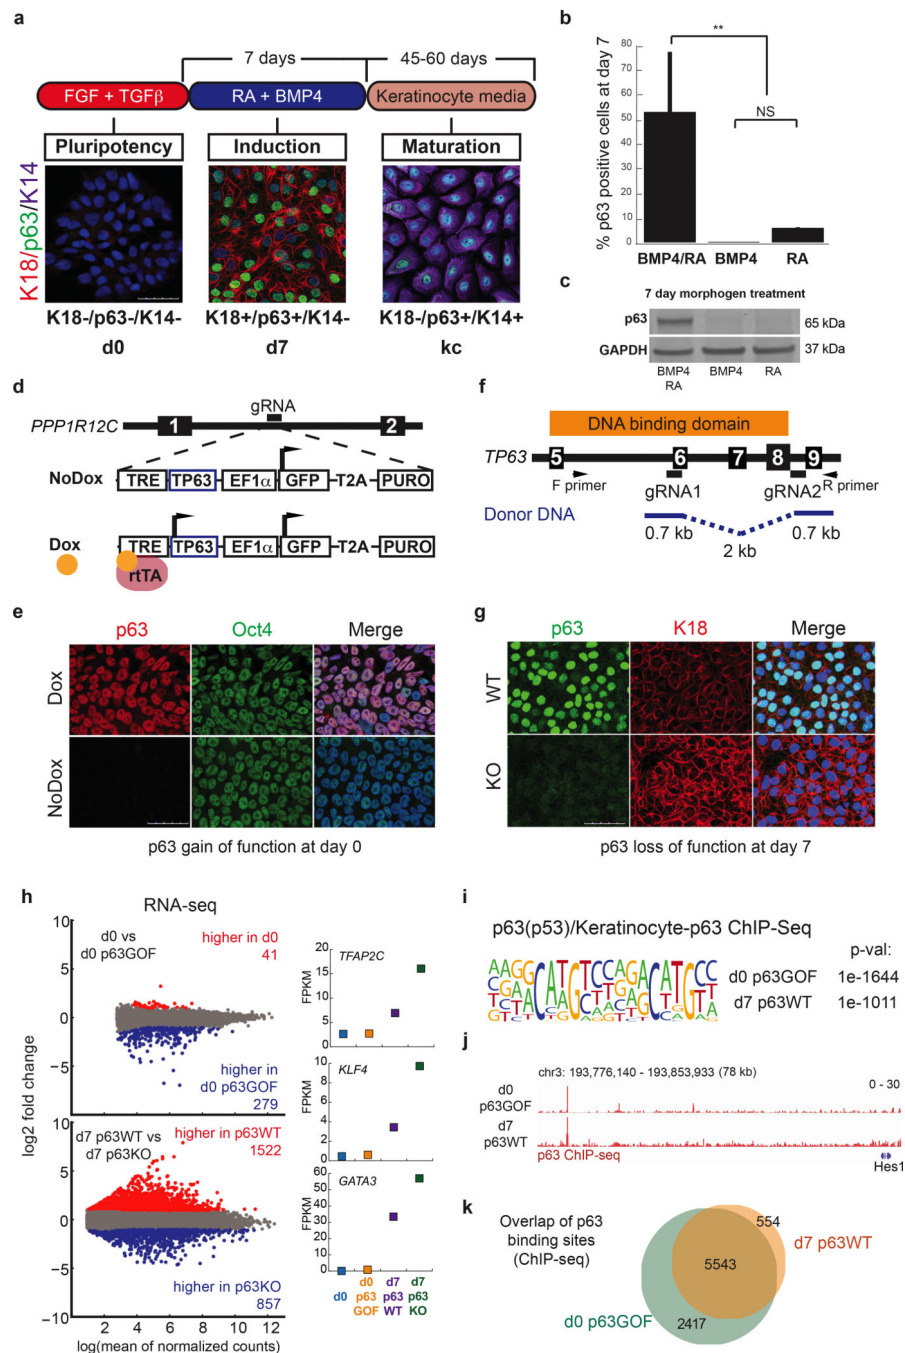 a
7 days
45-60 days
FGF + TGFβ
RA + BMP4
Keratinocyte media
Pluripotency
Induction
Maturation
K18/p63/K14
K18-/p63-/K14-
K18+/p63+/K14-
K18-/p63+/K14+
d0
d7
kc
b
% p63 positive cells at day 7
80
70
60
50
40
30
20
10
0
**
NS
BMP4/RA
BMP4
RA
c
7 day morphogen treatment
p63
65 kDa
GAPDH
37 kDa
BMP4
RA
BMP4
RA
d
gRNA
PPP1R12C
1
2
NoDox
TRE
TP63
EF1α
GFP
T2A
PURO
Dox
TRE
TP63
EF1α
GFP
T2A
PURO
rtTA
f
DNA binding domain
TP63
5
6
7
8
9
F primer
gRNA1
gRNA2
R primer
Donor DNA
0.7 kb
2 kb
0.7 kb
e
p63
Oct4
Merge
Dox
NoDox
p63 gain of function at day 0
g
p63
K18
Merge
WT
KO
p63 loss of function at day 7
h
RNA-seq
log2 fold change
10
5
0
−5
d0 vs
d0 p63GOF
higher in d0
41
higher in
d0 p63GOF
279
10
5
0
−5
−10
d7 p63WT vs
d7 p63KO
higher in p63WT
1522
higher in p63KO
857
0 2 4 6 8 10 12
log(mean of normalized counts)
TFAP2C
FPKM
20
15
10
5
0
KLF4
FPKM
10
8
6
4
2
0
GATA3
FPKM
60
50
40
30
20
10
0
d0
d0
p63
GOF
d7
p63
WT
d7
p63
KO
i
p63(p53)/Keratinocyte-p63 ChIP-Seq
p-val:
d0 p63GOF 1e-1644
d7 p63WT 1e-1011
j
chr3: 193,776,140 - 193,853,933 (78 kb)
0 - 30
d0
p63GOF
d7
p63WT
p63 ChIP-seq
Hes1
k
Overlap of p63
binding sites
(ChIP-seq)
554
d7 p63WT
5543
d0 p63GOF
2417